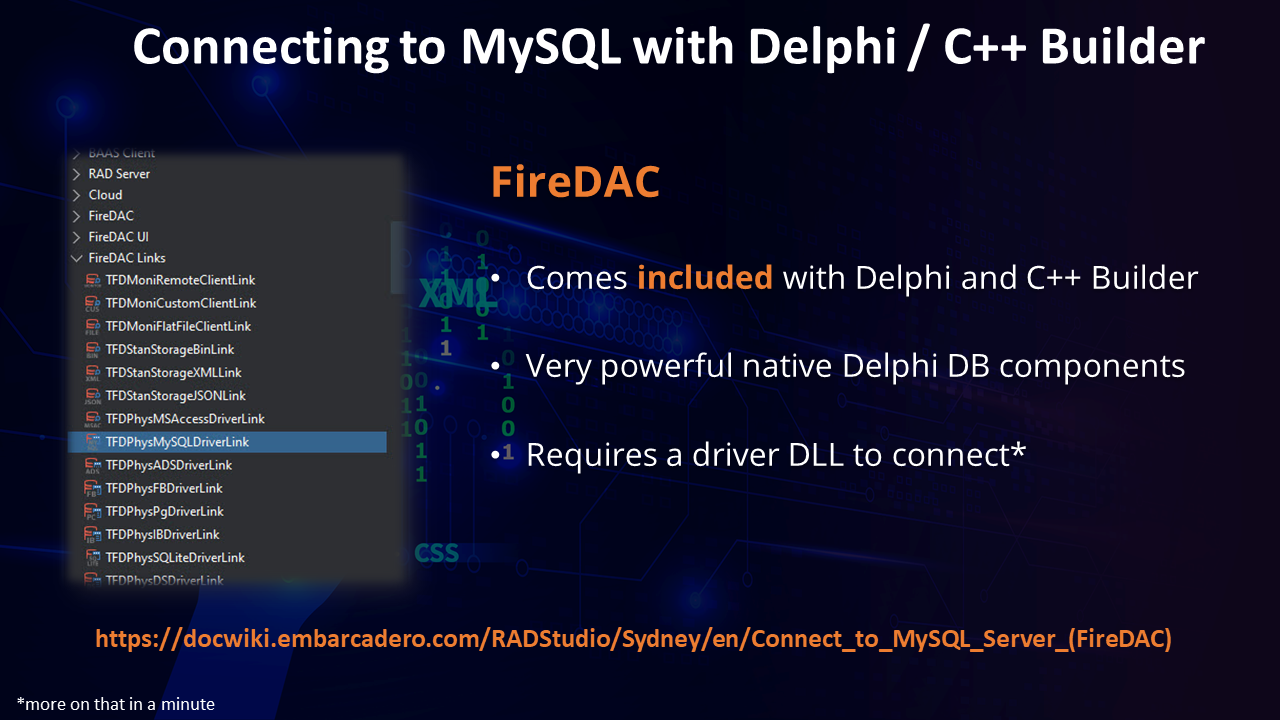 Connecting to MySQL with Delphi / C++ Builder
BAAS Client
RAD Server
Cloud
FireDAC
FireDAC UI
FireDAC Links
TFDMoniRemoteClientLink
TFDMoniCustomClientLink
TFDMoniFlatFileClientLink
TFDStanStorageBinLink
TFDStanStorageXMLLink
TFDStanStorageJSONLink
TFDPhysMSAccessDriverLink
TFDPhysMySQLDriverLink
TFDPhysADSDriverLink
TFDPhysFBDriverLink
TFDPhysPgDriverLink
TFDPhysIBDriverLink
TFDPhysSQLiteDriverLink
TFDPhysDSDriverLink
XML
CSS
FireDAC
• Comes included with Delphi and C++ Builder
• Very powerful native Delphi DB components
• Requires a driver DLL to connect*
https://docwiki.embarcadero.com/RADStudio/Sydney/en/Connect_to_MySQL_Server_(FireDAC)
*more on that in a minute